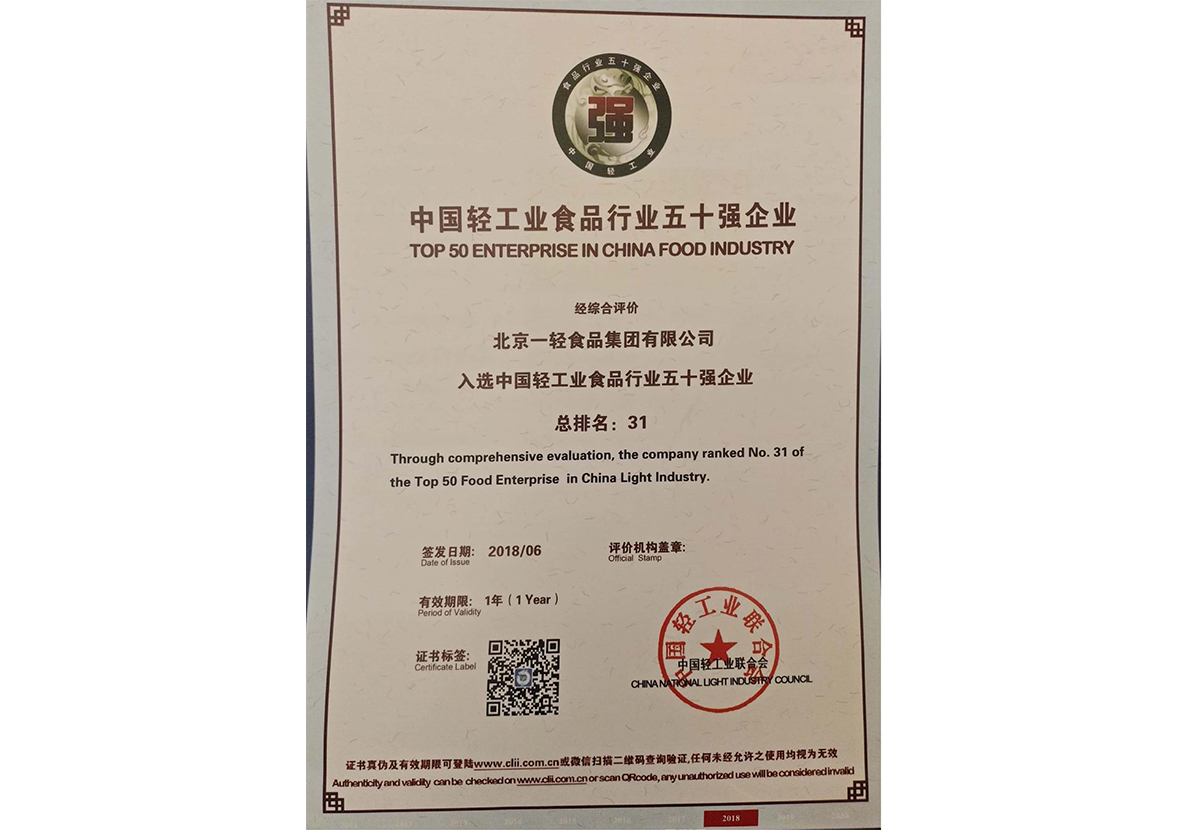 食品行业五十强企业
强
中国轻工业
中国轻工业食品行业五十强企业
TOP 50 ENTERPRISE IN CHINA FOOD INDUSTRY
经综合评价
北京一轻食品集团有限公司
入选中国轻工业食品行业五十强企业
总排名：31
Through comprehensive evaluation, the company ranked No. 31 of
the Top 50 Food Enterprise in China Light Industry.
签发日期: 2018/06
Date of Issue
评价机构盖章:
Official Stamp
有效期限: 1年（1 Year）
Period of Validity
证书标签:
Certificate Label
中国轻工业联合会
中国轻工业联合会
CHINA NATIONAL LIGHT INDUSTRY COUNCIL
证书真伪及有效期限可登陆www.clii.com.cn或微信扫描二维码查询验证,任何未经允许之使用均视为无效
Authenticity and validity can be checked on www.clii.com.cn or scan QRcode, any unauthorized use will be considered invalid
2018